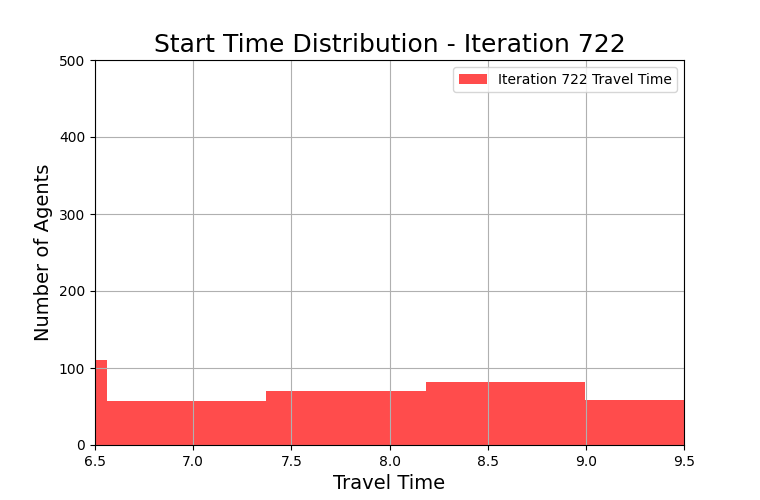 Start Time Distribution - Iteration 722
Iteration 722 Travel Time
500
400
300
200
100
0
Number of Agents
6.5 7.0 7.5 8.0 8.5 9.0 9.5
Travel Time